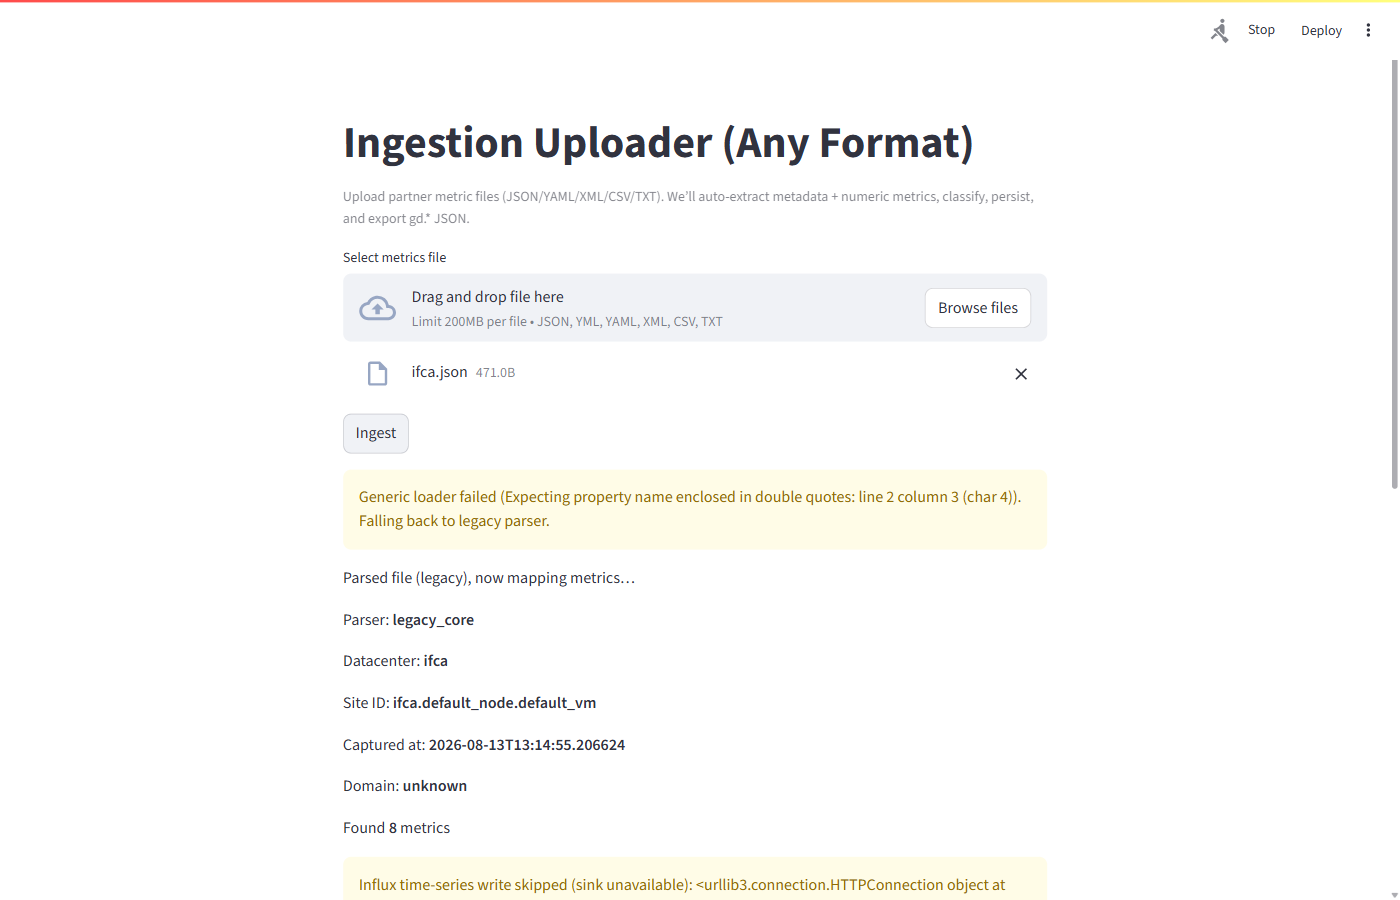 Stop
Deploy
Ingestion Uploader (Any Format)
Upload partner metric files (JSON/YAML/XML/CSV/TXT). We'll auto-extract metadata + numeric metrics, classify, persist,
and export gd.* JSON.
Select metrics file
Drag and drop file here
Limit 200MB per file • JSON, YML, YAML, XML, CSV, TXT
Browse files
ifca.json 471.0B
Ingest
Generic loader failed (Expecting property name enclosed in double quotes: line 2 column 3 (char 4)).
Falling back to legacy parser.
Parsed file (legacy), now mapping metrics…
Parser: legacy_core
Datacenter: ifca
Site ID: ifca.default_node.default_vm
Captured at: 2026-08-13T13:14:55.206624
Domain: unknown
Found 8 metrics
Influx time-series write skipped (sink unavailable): <urllib3.connection.HTTPConnection object at